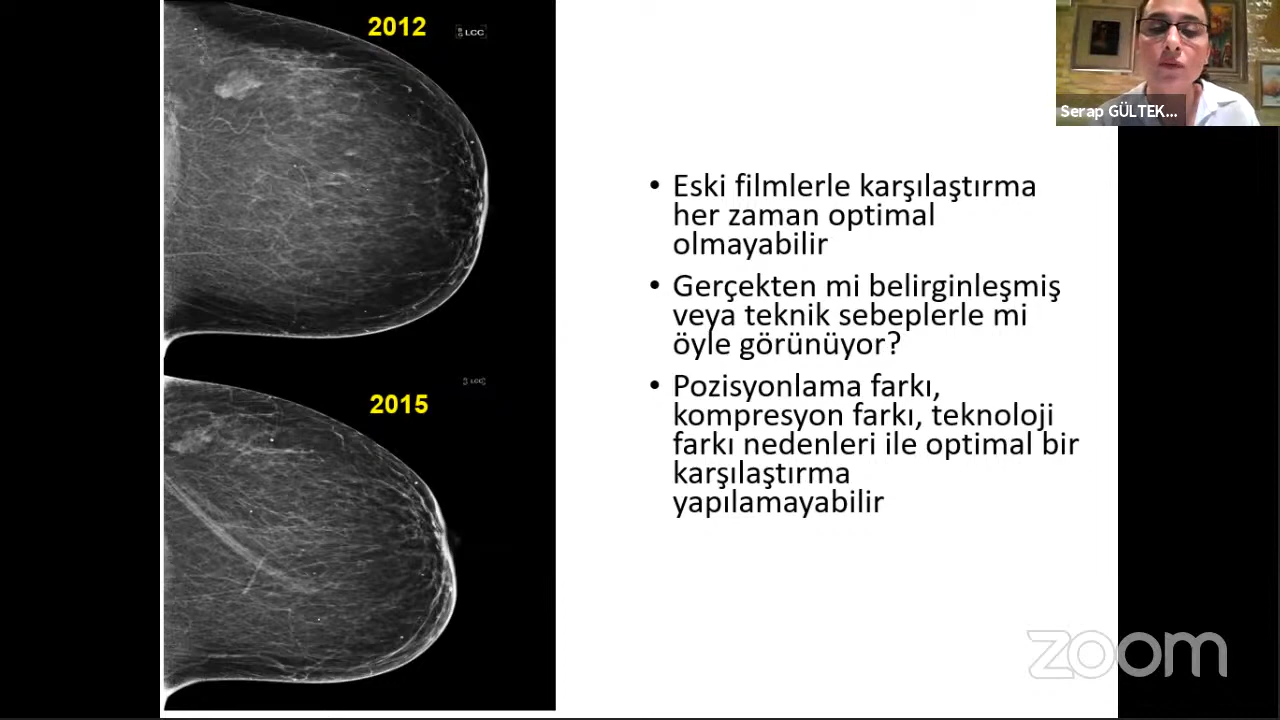 2012
LCC
Serap GÜLTEK...
• Eski filmlerle karşılaştırma
her zaman optimal
olmayabilir
• Gerçekten mi belirginleşmiş
veya teknik sebeplerle mi
öyle görünüyor?
• Pozisyonlama farkı,
kompresyon farkı, teknoloji
farkı nedenleri ile optimal bir
karşılaştırma
yapılamayabilir
LCC
2015
zoom